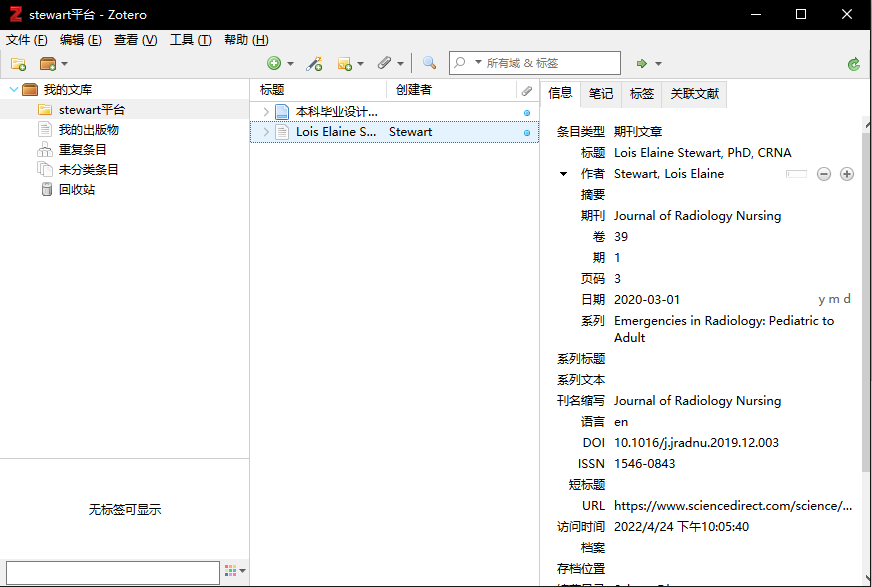 stewart平台 - Zotero
文件 (F) 编辑 (E) 查看 (V) 工具 (T) 帮助 (H)
所有域 & 标签
我的文库
stewart平台
我的出版物
重复条目
未分类条目
回收站
无标签可显示
标题 创建者
本科毕业设计...
Lois Elaine S... Stewart
信息 笔记 标签 关联文献
条目类型 期刊文章
标题 Lois Elaine Stewart, PhD, CRNA
作者 Stewart, Lois Elaine
摘要
期刊 Journal of Radiology Nursing
卷 39
期 1
页码 3
日期 2020-03-01 y m d
系列 Emergencies in Radiology: Pediatric to
Adult
系列标题
系列文本
刊名缩写 Journal of Radiology Nursing
语言 en
DOI 10.1016/j.jradnu.2019.12.003
ISSN 1546-0843
短标题
URL https://www.sciencedirect.com/science/...
访问时间 2022/4/24 下午10:05:40
档案
存档位置